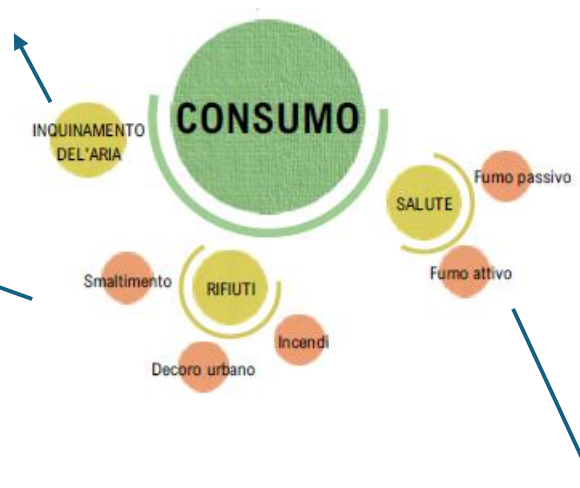 CONSUMO
INQUINAMENTO
DEL'ARIA
Fumo passivo
SALUTE
Fumo attivo
Smaltimento
RIFIUTI
Incendi
Decoro urbano